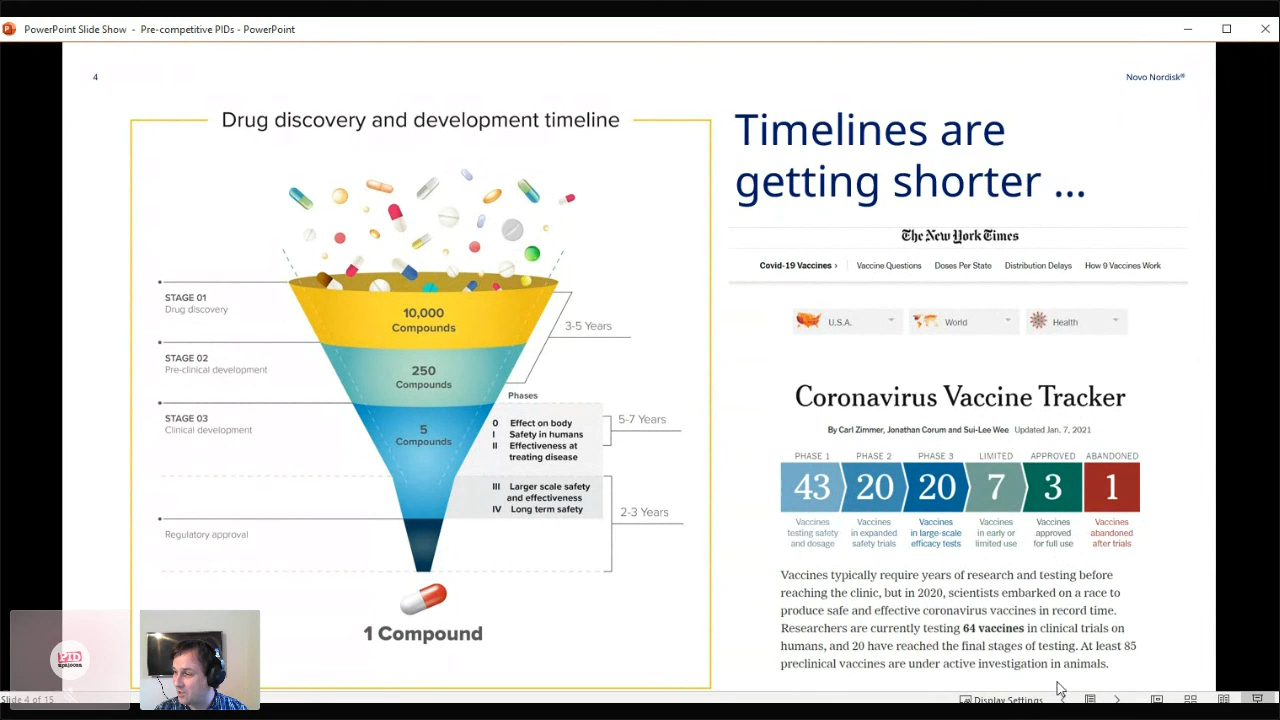 PowerPoint Slide Show - Pre-competitive PIDs - PowerPoint
4
Novo Nordisk®
Drug discovery and development timeline
STAGE 01
Drug discovery
STAGE 02
Pre-clinical development
STAGE 03
Clinical development
Regulatory approval
10,000
Compounds
250
Compounds
5
Compounds
3-5 Years
Phases
0 Effect on body
I Safety in humans
II Effectiveness at
treating disease
5-7 Years
III Larger scale safety
and effectiveness
IV Long term safety
2-3 Years
1 Compound
Timelines are
getting shorter ...
The New York Times
Covid-19 Vaccines › Vaccine Questions Doses Per State Distribution Delays How 9 Vaccines Work
U.S.A. World Health
Coronavirus Vaccine Tracker
By Carl Zimmer, Jonathan Corum and Sui-Lee Wee Updated Jan. 7, 2021
PHASE 1 PHASE 2 PHASE 3 LIMITED APPROVED ABANDONED
43 20 20 7 3 1
Vaccines Vaccines Vaccines Vaccines Vaccines Vaccines
testing safety in expanded in large-scale in early or approved abandoned
and dosage safety trials efficacy tests limited use for full use after trials
Vaccines typically require years of research and testing before
reaching the clinic, but in 2020, scientists embarked on a race to
produce safe and effective coronavirus vaccines in record time.
Researchers are currently testing 64 vaccines in clinical trials on
humans, and 20 have reached the final stages of testing. At least 85
preclinical vaccines are under active investigation in animals.
PID
apalooza
Slide 4 of 15
Display Settings